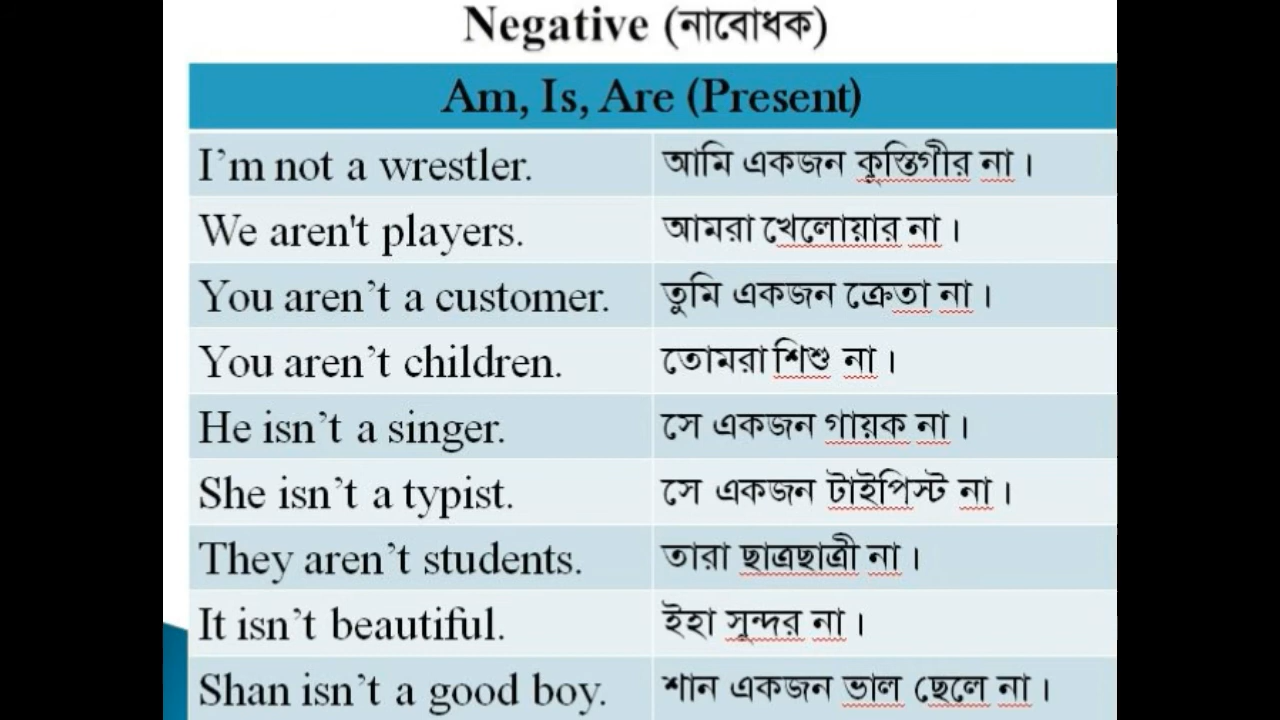 Negative (নাবোধক)
Am, Is, Are (Present)
I’m not a wrestler. আমি একজন কুস্তিগীর না।
We aren't players. আমরা খেলোয়ার না।
You aren’t a customer. তুমি একজন ক্রেতা না।
You aren’t children. তোমরা শিশু না।
He isn’t a singer. সে একজন গায়ক না।
She isn’t a typist. সে একজন টাইপিস্ট না।
They aren’t students. তারা ছাত্রছাত্রী না।
It isn’t beautiful. ইহা সুন্দর না।
Shan isn’t a good boy. শান একজন ভাল ছেলে না।